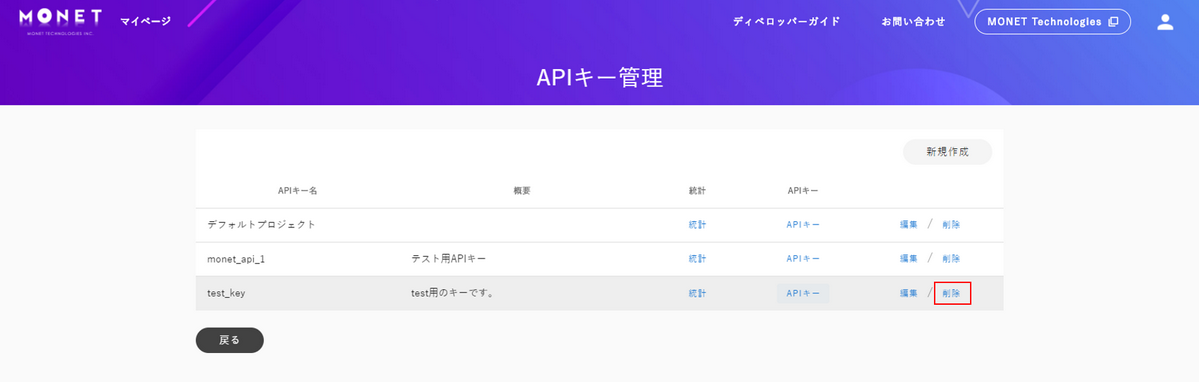 MONET
MONET TECHNOLOGIES INC.
マイページ
ディベロッパーガイド
お問い合わせ
MONET Technologies
APIキー管理
新規作成
APIキー名 概要 統計 APIキー
デフォルトプロジェクト 統計 APIキー 編集 / 削除
monet_api_1 テスト用APIキー 統計 APIキー 編集 / 削除
test_key test用のキーです。 統計 APIキー 編集 / 削除
戻る